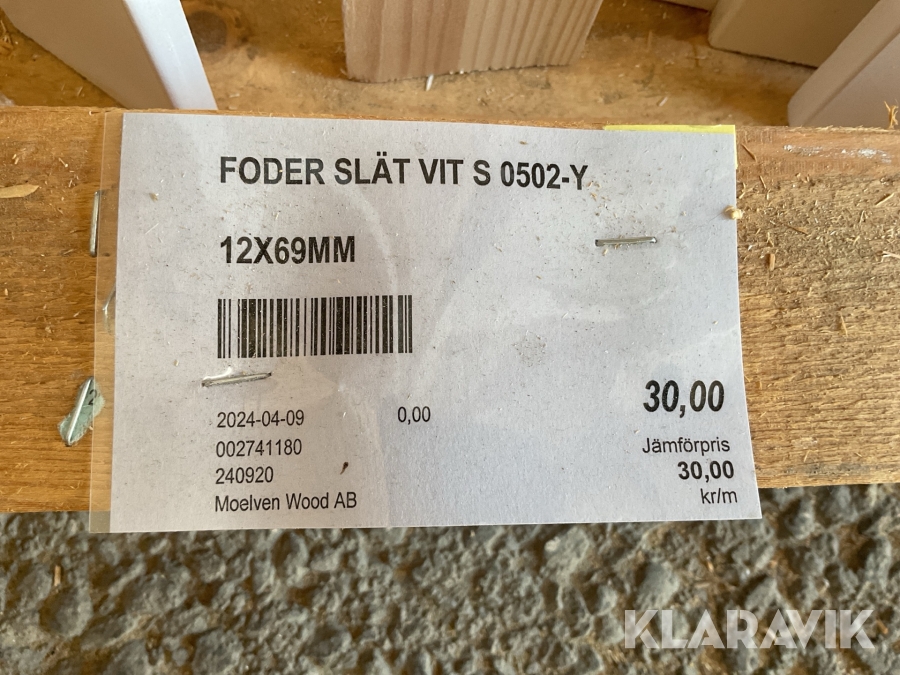 FODER SLÄT VIT S 0502-Y
12X69MM
2024-04-09 0,00
002741180
240920
Moelven Wood AB
30,00
Jämförpris
30,00
kr/m
KLARAVIK